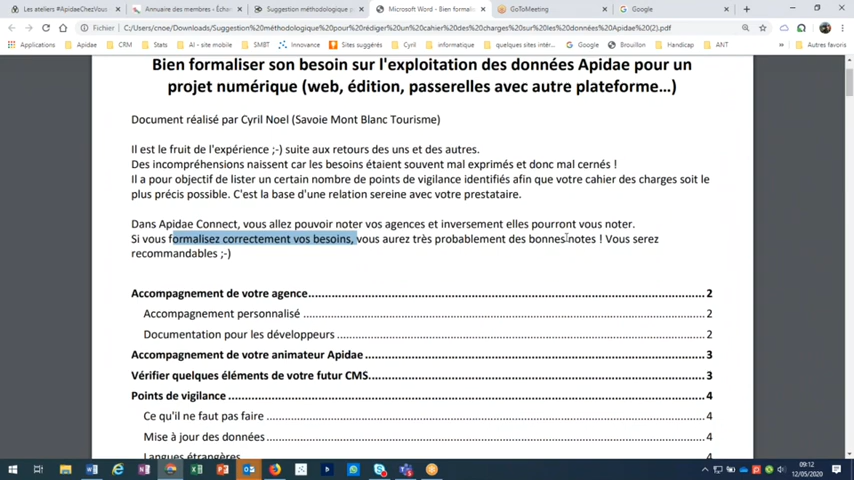 Les ateliers #ApidaeChezVous
Annuaire des membres - Échan
Suggestion méthodologique po
Microsoft Word - Bien formalise
GoToMeeting
Google
Fichier | C:/Users/cnoe/Downloads/Suggestion%20méthodologique%20pour%20rédiger%20un%20cahier%20des%20charges%20sur%20les%20données%20Apidae%20(2).pdf
Applications
Apidae
CRM
Stats
AI - site mobile
SMBT
Innovance
Sites suggérés
Cyril
informatique
quelques sites intér...
Google
Brouillon
Handicap
ANT
»
Autres favoris
Bien formaliser son besoin sur l'exploitation des données Apidae pour un
projet numérique (web, édition, passerelles avec autre plateforme…)
Document réalisé par Cyril Noel (Savoie Mont Blanc Tourisme)
Il est le fruit de l'expérience ;-) suite aux retours des uns et des autres.
Des incompréhensions naissent car les besoins étaient souvent mal exprimés et donc mal cernés !
Il a pour objectif de lister un certain nombre de points de vigilance identifiés afin que votre cahier des charges soit le
plus précis possible. C'est la base d'une relation sereine avec votre prestataire.
Dans Apidae Connect, vous allez pouvoir noter vos agences et inversement elles pourront vous noter.
Si vous formalisez correctement vos besoins, vous aurez très probablement des bonnes notes ! Vous serez
recommandables ;-)
Accompagnement de votre agence 2
Accompagnement personnalisé 2
Documentation pour les développeurs 2
Accompagnement de votre animateur Apidae 3
Vérifier quelques éléments de votre futur CMS. 3
Points de vigilance 4
Ce qu'il ne faut pas faire 4
Mise à jour des données 4
Langues étrangères 4
09:12
12/05/2020